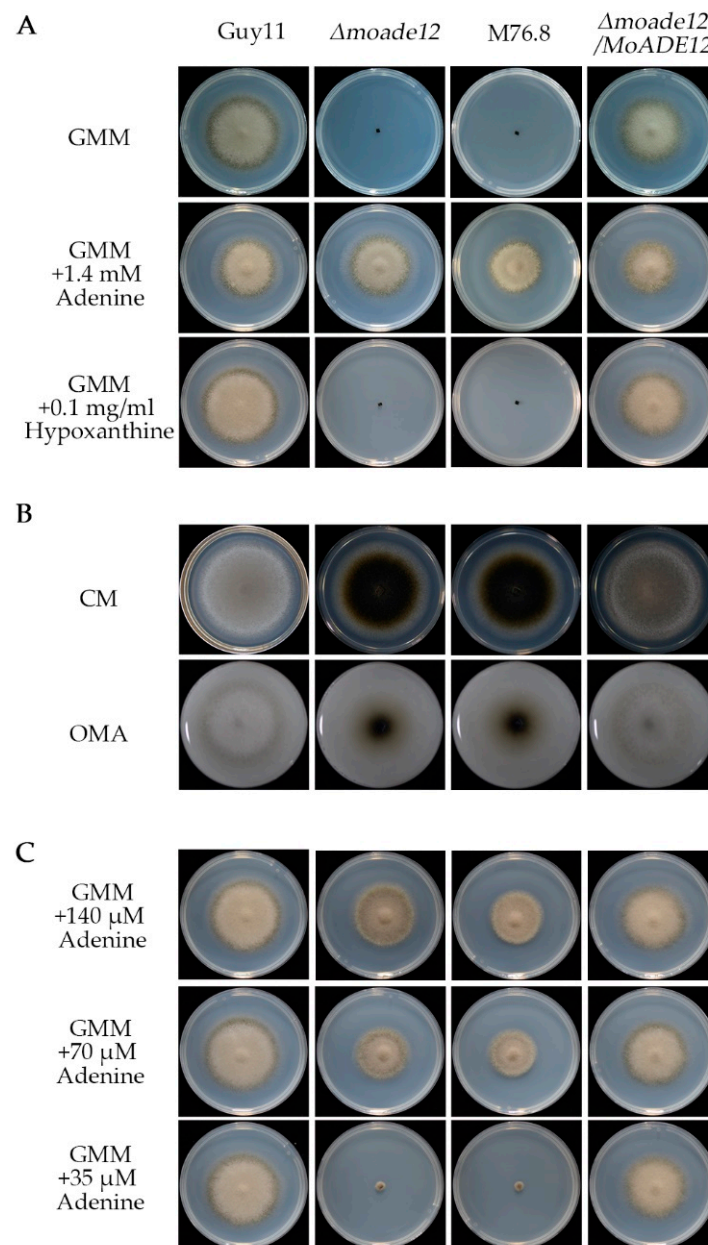 A
Guy11
Δmoade12
M76.8
Δmoade12
/MoADE12
GMM
GMM
+1.4 mM
Adenine
GMM
+0.1 mg/ml
Hypoxanthine
B
CM
OMA
C
GMM
+140 μM
Adenine
GMM
+70 μM
Adenine
GMM
+35 μM
Adenine